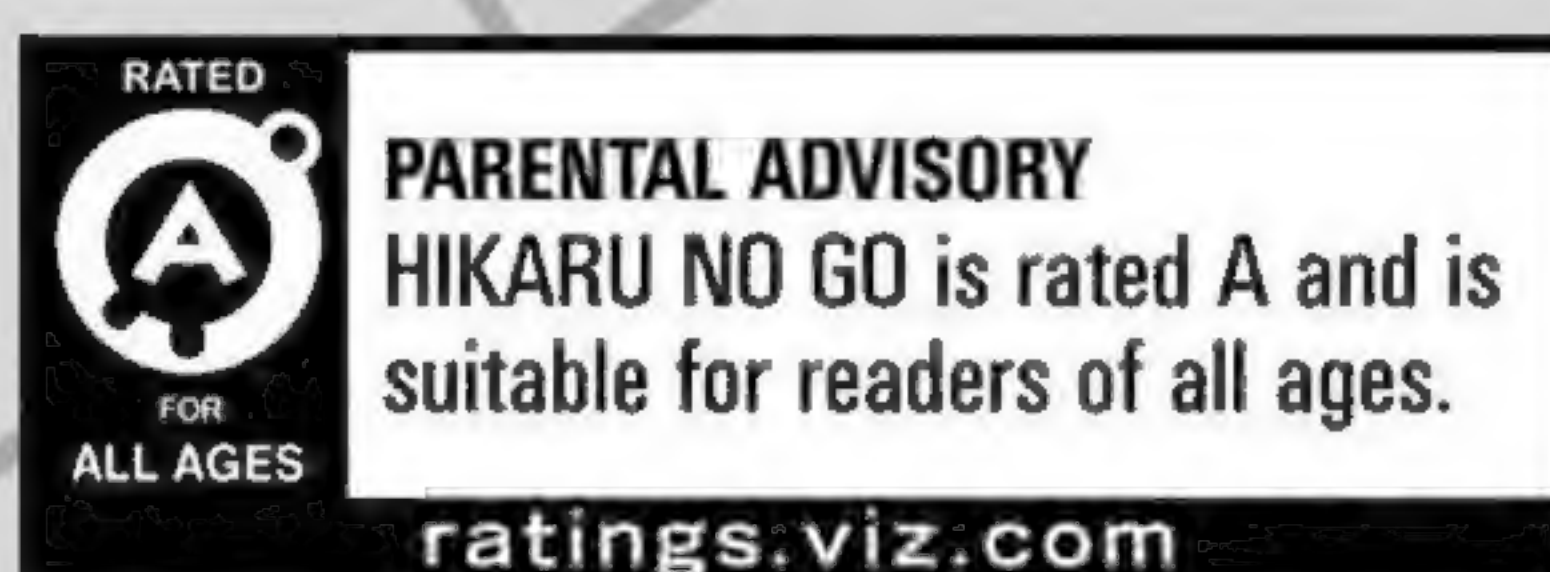 RATED
A
FOR
ALL AGES
PARENTAL ADVISORY
HIKARU NO GO is rated A and is
suitable for readers of all ages.
ratings.viz.com